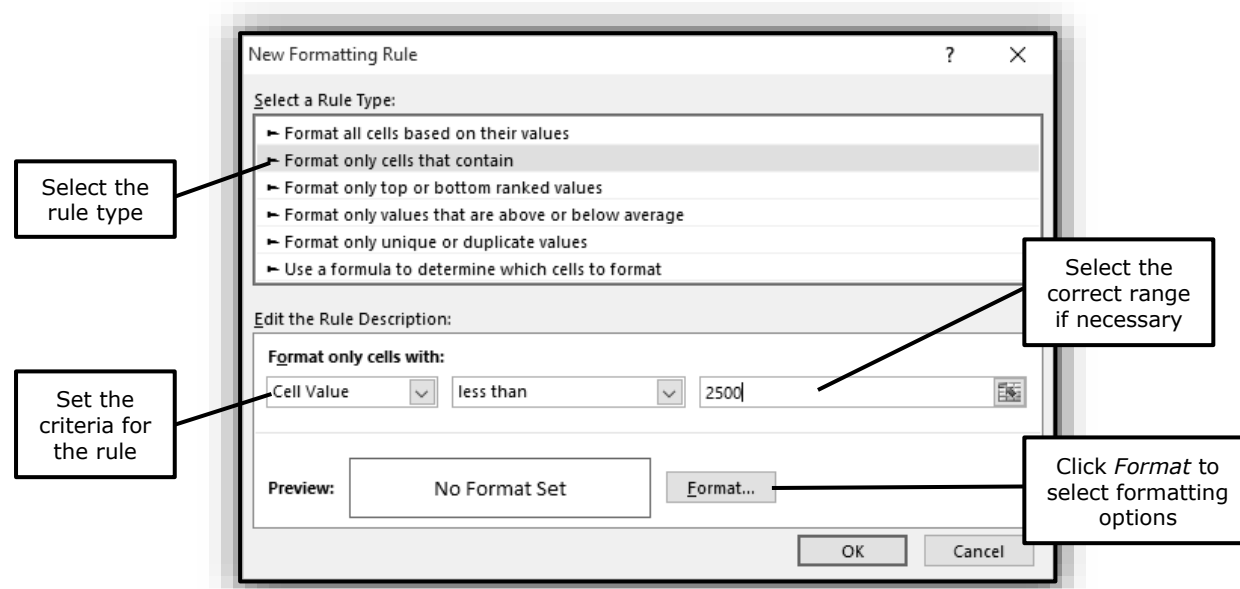 New Formatting Rule ? X
Select a Rule Type:
► Format all cells based on their values
► Format only cells that contain
► Format only top or bottom ranked values
► Format only values that are above or below average
► Format only unique or duplicate values
► Use a formula to determine which cells to format
Select the
rule type
Select the
correct range
if necessary
Edit the Rule Description:
Format only cells with:
Cell Value less than 2500
Set the
criteria for
the rule
Preview: No Format Set Format...
Click Format to
select formatting
options
OK Cancel